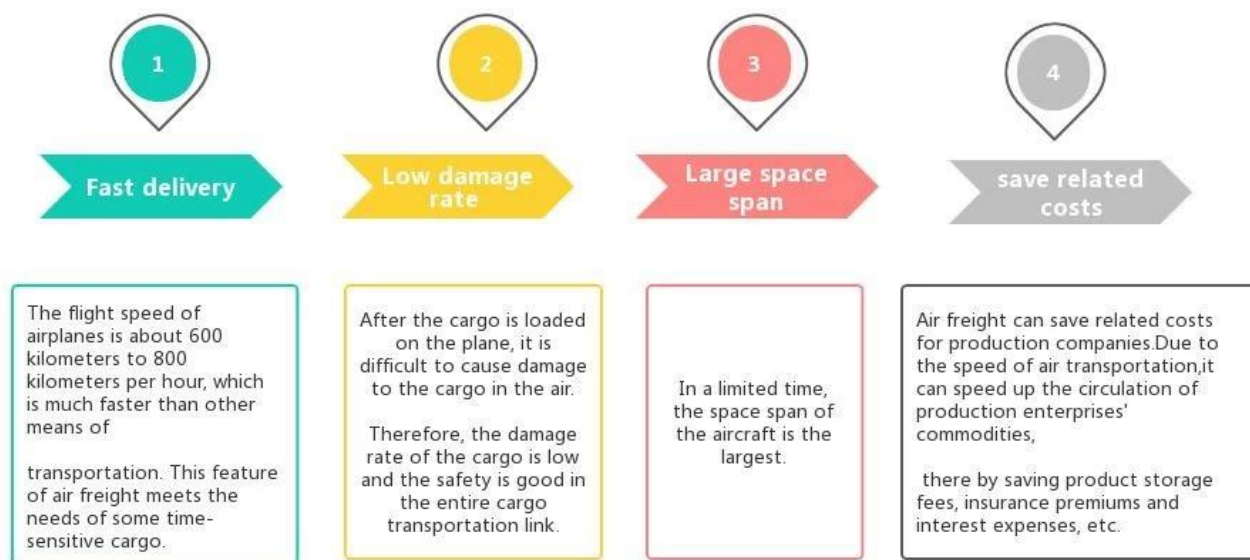 1
Fast delivery
The flight speed of
airplanes is about 600
kilometers to 800
kilometers per hour, which
is much faster than other
means of
transportation. This feature
of air freight meets the
needs of some time-
sensitive cargo.
2
Low damage
rate
After the cargo is loaded
on the plane, it is
difficult to cause damage
to the cargo in the air.
Therefore, the damage
rate of the cargo is low
and the safety is good in
the entire cargo
transportation link.
3
Large space
span
In a limited time,
the space span of
the aircraft is the
largest.
4
save related
costs
Air freight can save related costs
for production companies.Due to
the speed of air transportation,it
can speed up the circulation of
production enterprises'
commodities,
there by saving product storage
fees, insurance premiums and
interest expenses, etc.